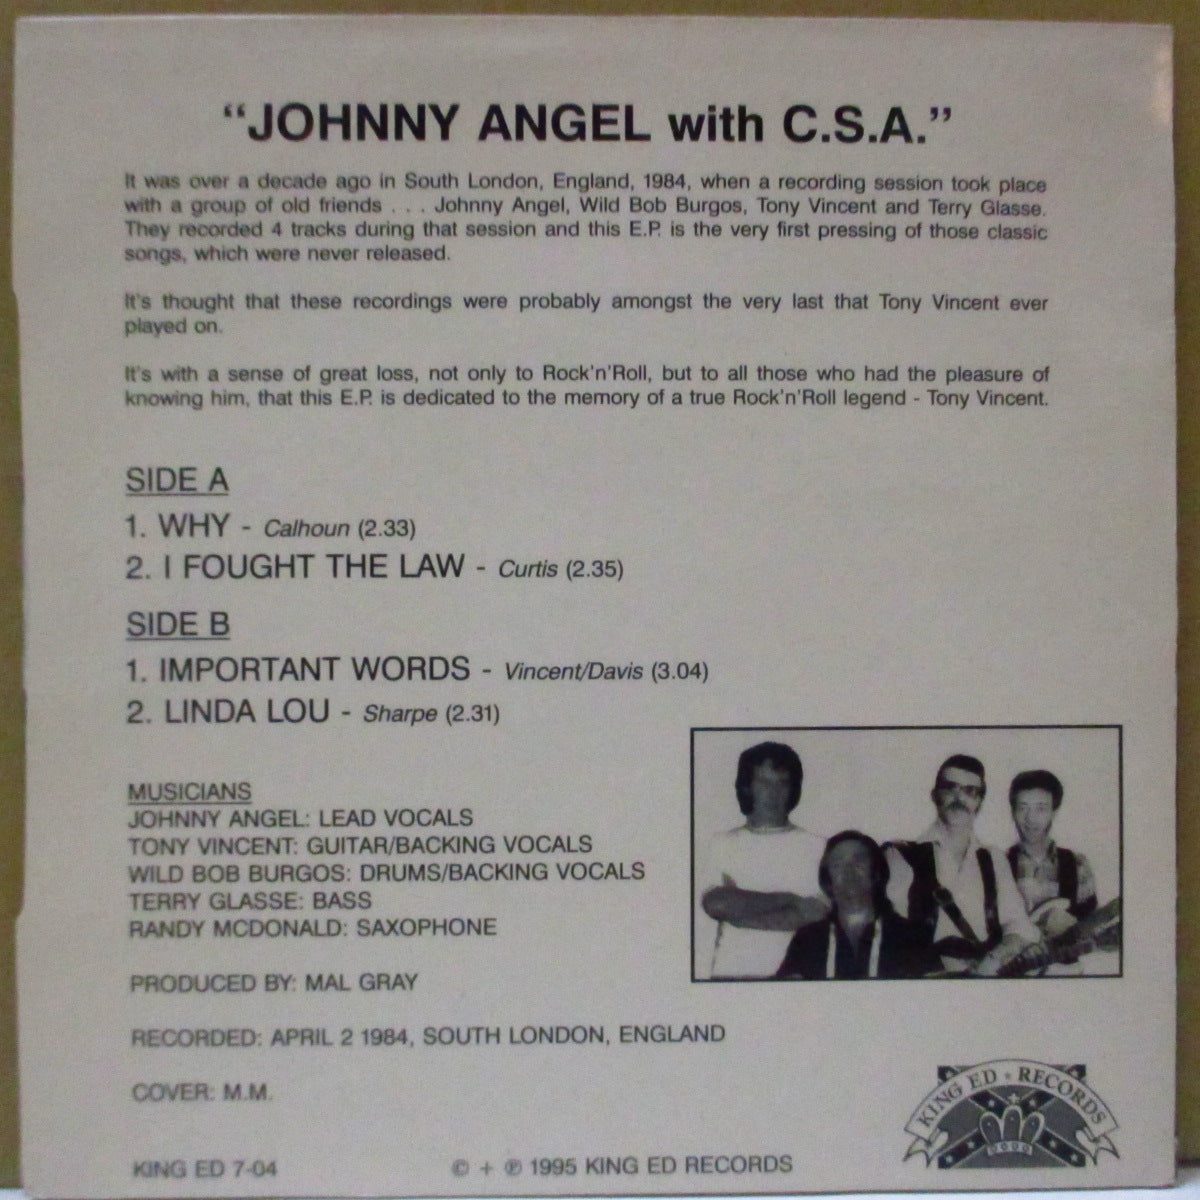 “JOHNNY ANGEL with C.S.A.”
It was over a decade ago in South London, England, 1984, when a recording session took place
with a group of old friends . . . Johnny Angel, Wild Bob Burgos, Tony Vincent and Terry Glasse.
They recorded 4 tracks during that session and this E.P. is the very first pressing of those classic
songs, which were never released.
It's thought that these recordings were probably amongst the very last that Tony Vincent ever
played on.
It's with a sense of great loss, not only to Rock'n'Roll, but to all those who had the pleasure of
knowing him, that this E.P. is dedicated to the memory of a true Rock'n'Roll legend - Tony Vincent.
SIDE A
1. WHY - Calhoun (2.33)
2. I FOUGHT THE LAW - Curtis (2.35)
SIDE B
1. IMPORTANT WORDS - Vincent/Davis (3.04)
2. LINDA LOU - Sharpe (2.31)
MUSICIANS
JOHNNY ANGEL: LEAD VOCALS
TONY VINCENT: GUITAR/BACKING VOCALS
WILD BOB BURGOS: DRUMS/BACKING VOCALS
TERRY GLASSE: BASS
RANDY MCDONALD: SAXOPHONE
PRODUCED BY: MAL GRAY
RECORDED: APRIL 2 1984, SOUTH LONDON, ENGLAND
COVER: M.M.
KING ED • RECORDS
KING ED 7-04
© + ℗ 1995 KING ED RECORDS